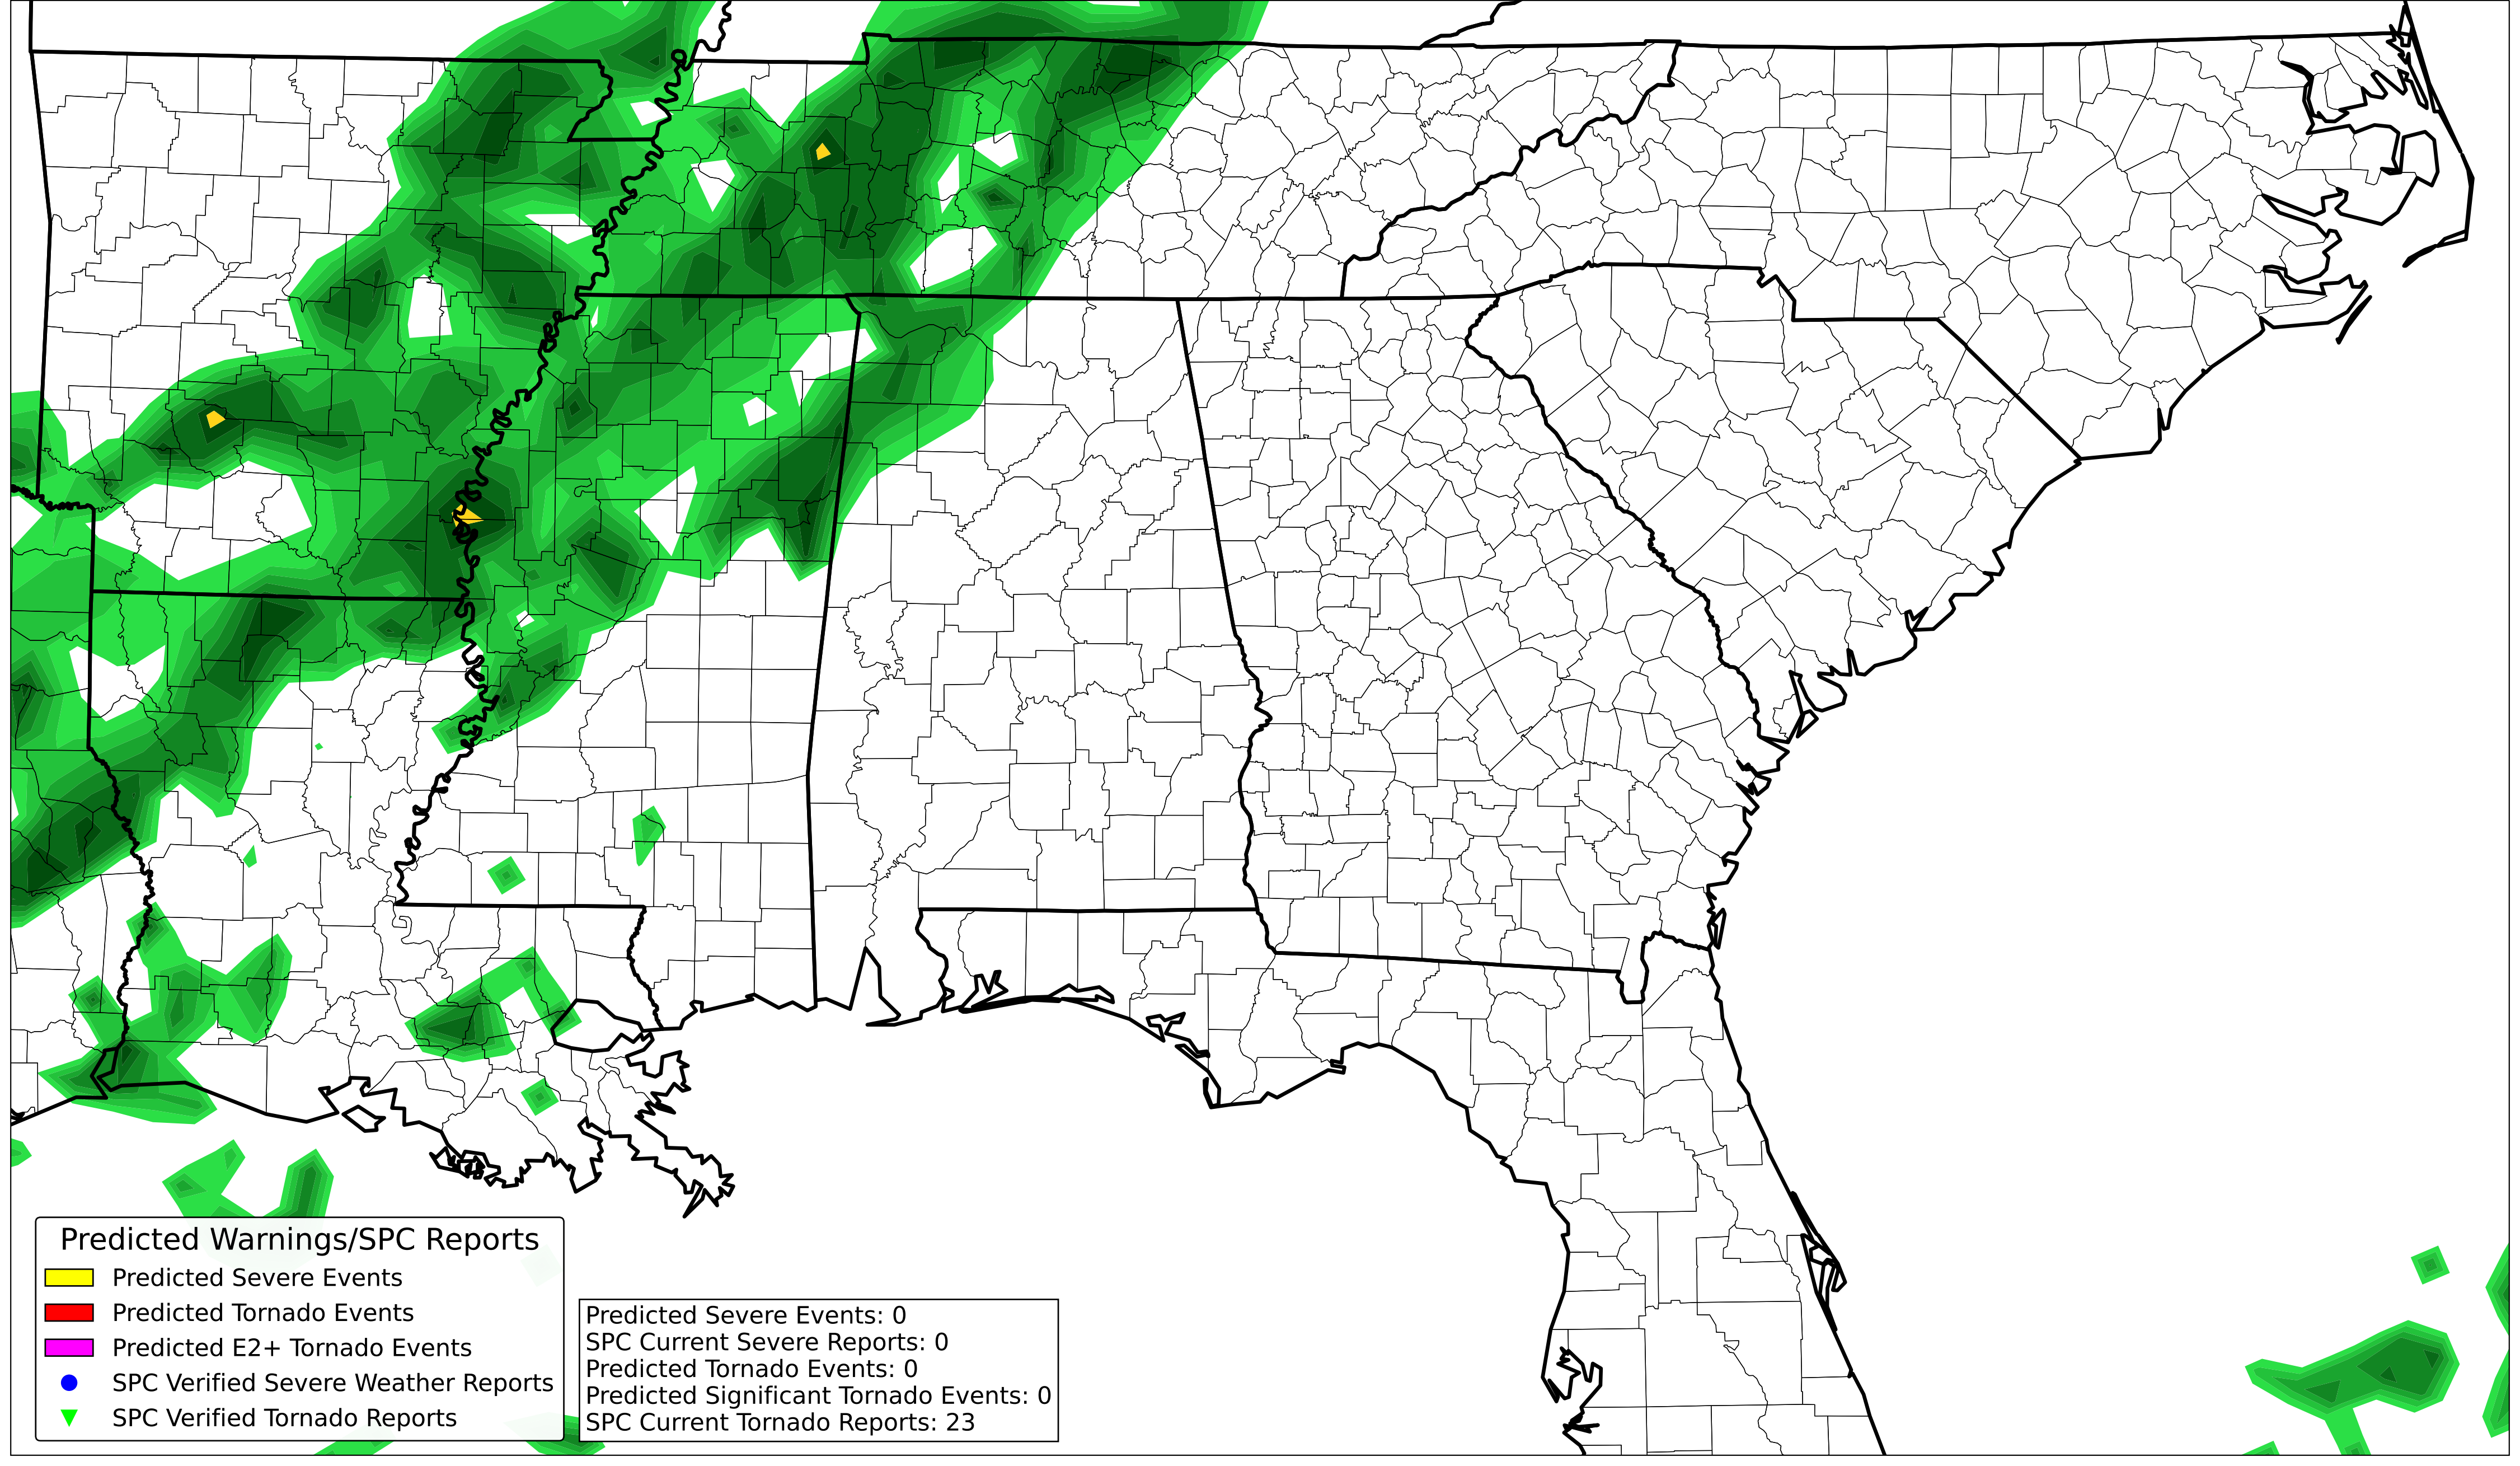 Predicted Warnings/SPC Reports
Predicted Severe Events
Predicted Tornado Events
Predicted E2+ Tornado Events
SPC Verified Severe Weather Reports
SPC Verified Tornado Reports
Predicted Severe Events: 0
SPC Current Severe Reports: 0
Predicted Tornado Events: 0
Predicted Significant Tornado Events: 0
SPC Current Tornado Reports: 23